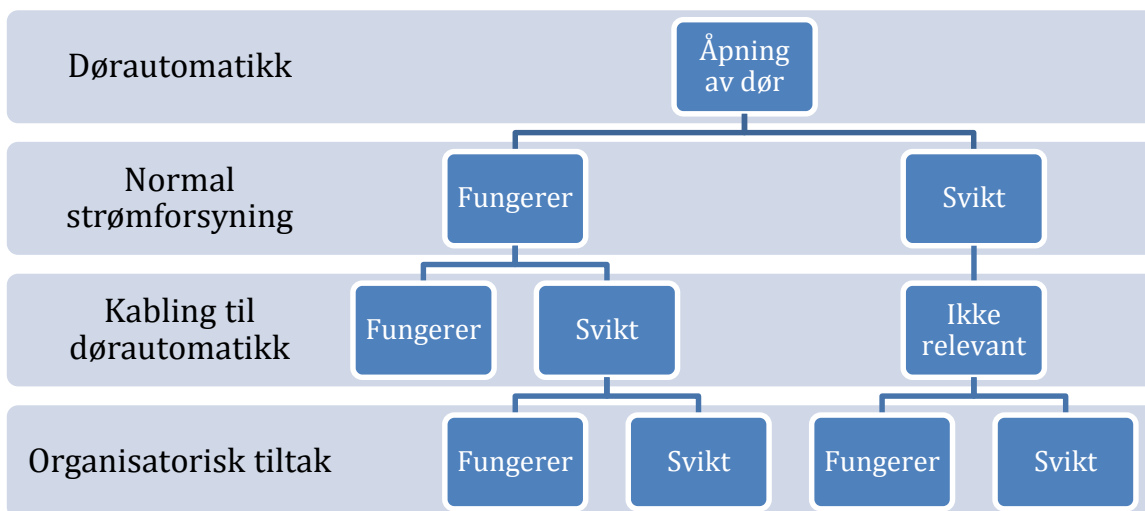 Dørautomatikk
Åpning
av dør
Normal
strømforsyning
Fungerer
Svikt
Kabling til
dørautomatikk
Fungerer
Svikt
Ikke
relevant
Organisatorisk tiltak
Fungerer
Svikt
Fungerer
Svikt